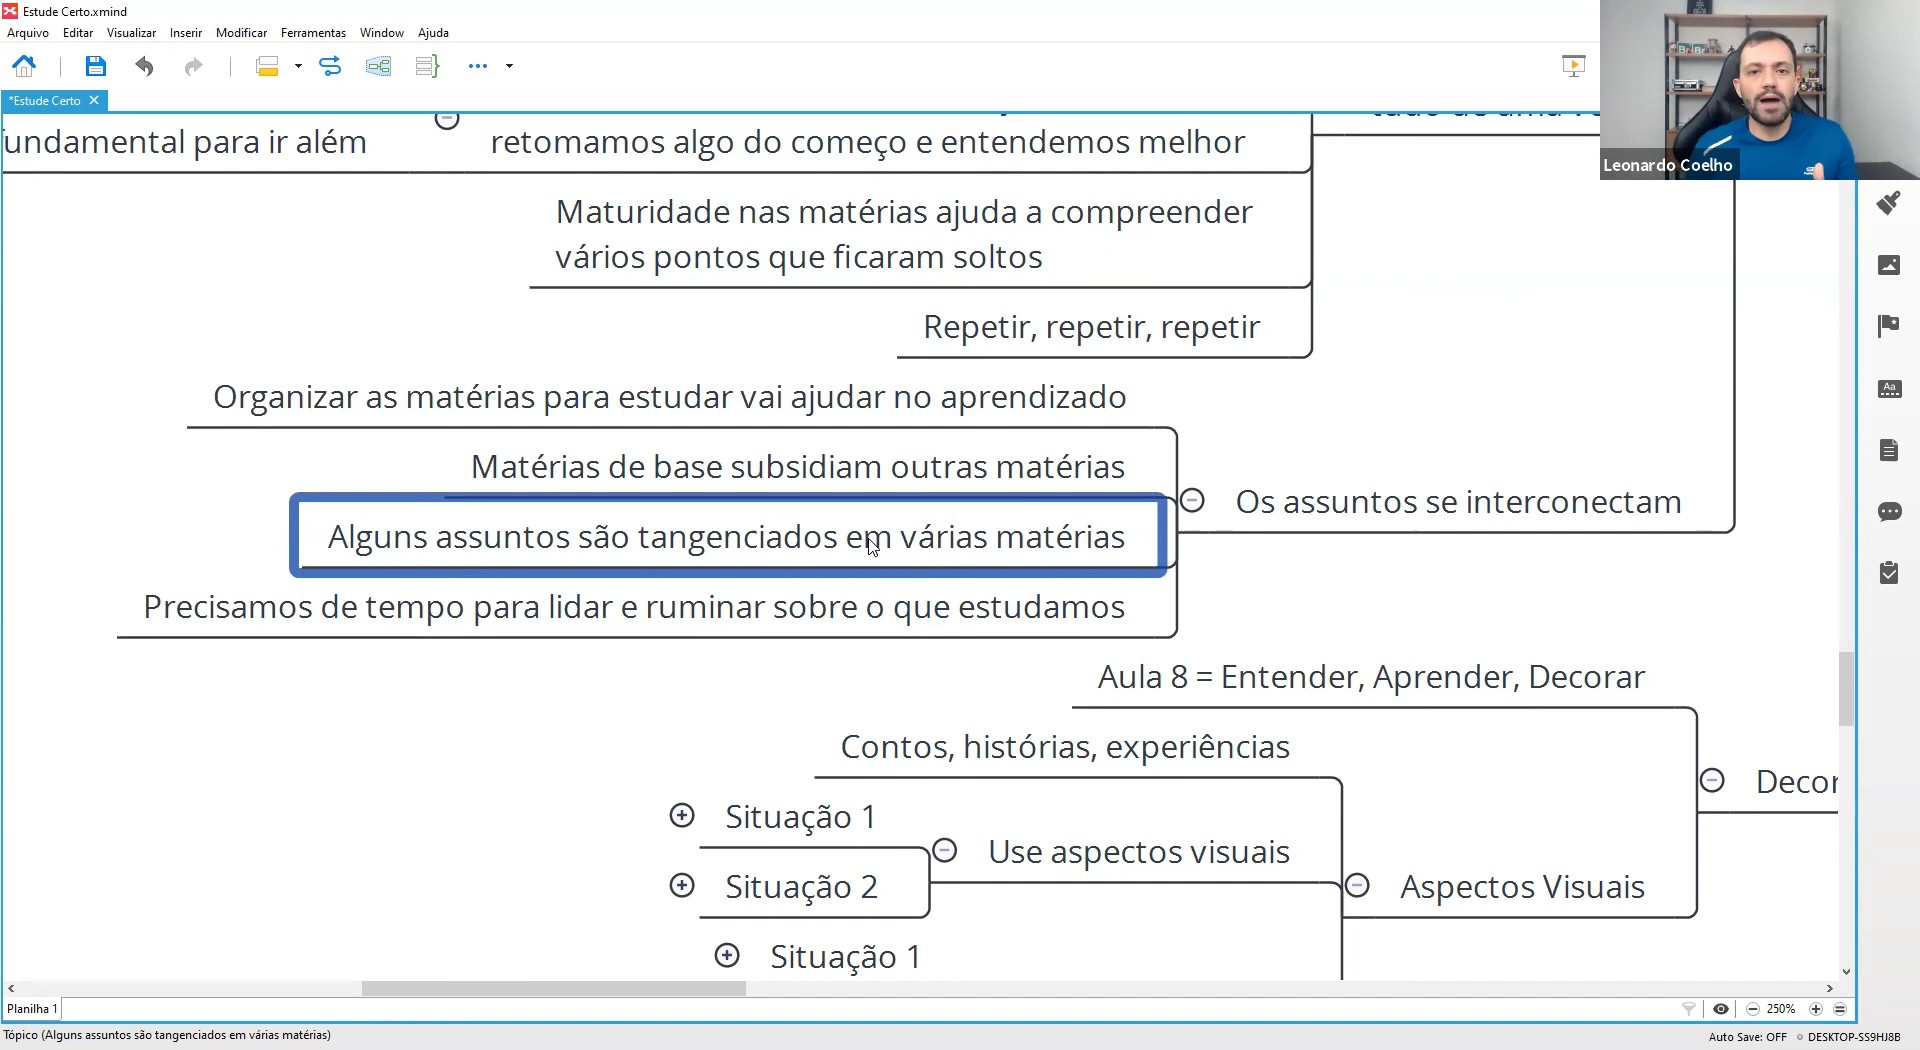 Estude Certo.xmind
Arquivo Editar Visualizar Inserir Modificar Ferramentas Window Ajuda
*Estude Certo
Leonardo Coelho
undamental para ir além
retomamos algo do começo e entendemos melhor
Maturidade nas matérias ajuda a compreender
vários pontos que ficaram soltos
Repetir, repetir, repetir
Organizar as matérias para estudar vai ajudar no aprendizado
Matérias de base subsidiam outras matérias
Os assuntos se interconectam
Alguns assuntos são tangenciados em várias matérias
Precisamos de tempo para lidar e ruminar sobre o que estudamos
Aula 8 = Entender, Aprender, Decorar
Contos, histórias, experiências
Decor
Situação 1
Use aspectos visuais
Situação 2
Aspectos Visuais
Situação 1
Planilha 1
250%
Tópico (Alguns assuntos são tangenciados em várias matérias)
Auto Save: OFF
DESKTOP-SS9HJ8B